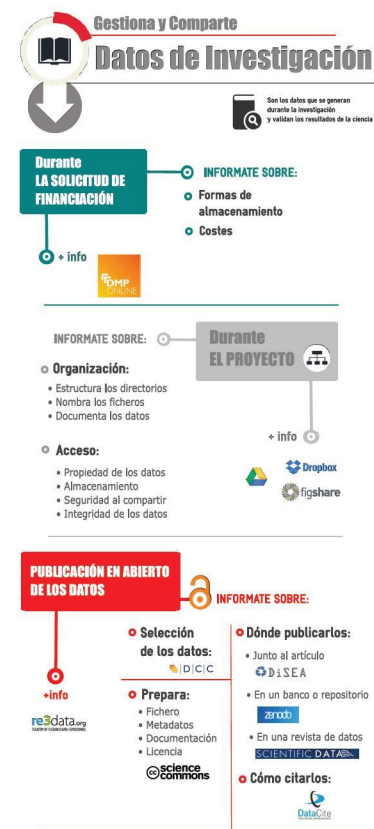 Gestiona y Comparte
Datos de Investigación
Son los datos que se generan
durante la investigación
y validan los resultados de la ciencia
Durante
LA SOLICITUD DE
FINANCIACIÓN
INFORMATE SOBRE:
Formas de
almacenamiento
Costes
+ info
DMP
ONLINE
INFORMATE SOBRE:
Durante
EL PROYECTO
Organización:
• Estructura los directorios
• Nombra los ficheros
• Documenta los datos
Acceso:
• Propiedad de los datos
• Almacenamiento
• Seguridad al compartir
• Integridad de los datos
+ info
Dropbox
figshare
PUBLICACIÓN EN ABIERTO
DE LOS DATOS
INFORMATE SOBRE:
+info
re3data.org
Selección
de los datos:
D|C|C
Prepara:
• Fichero
• Metadatos
• Documentación
• Licencia
cc science
commons
Dónde publicarlos:
• Junto al artículo
DiSEA
• En un banco o repositorio
zenodo
• En una revista de datos
SCIENTIFIC DATA
Cómo citarlos:
DataCite